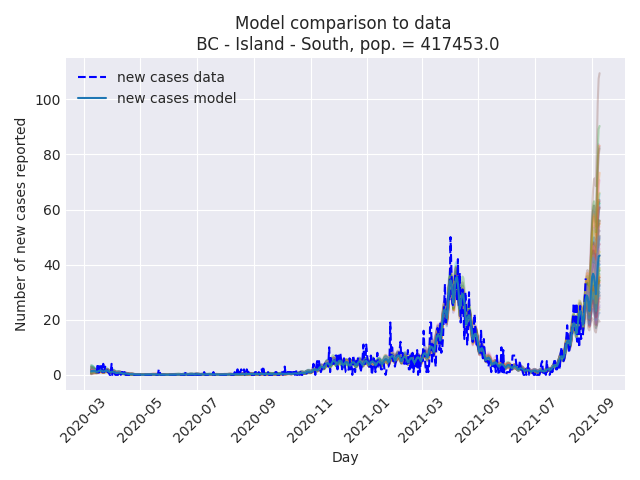 Model comparison to data
BC - Island - South, pop. = 417453.0
new cases data
new cases model
Number of new cases reported
100
80
60
40
20
0
2020-03
2020-05
2020-07
2020-09
2020-11
2021-01
2021-03
2021-05
2021-07
2021-09
Day